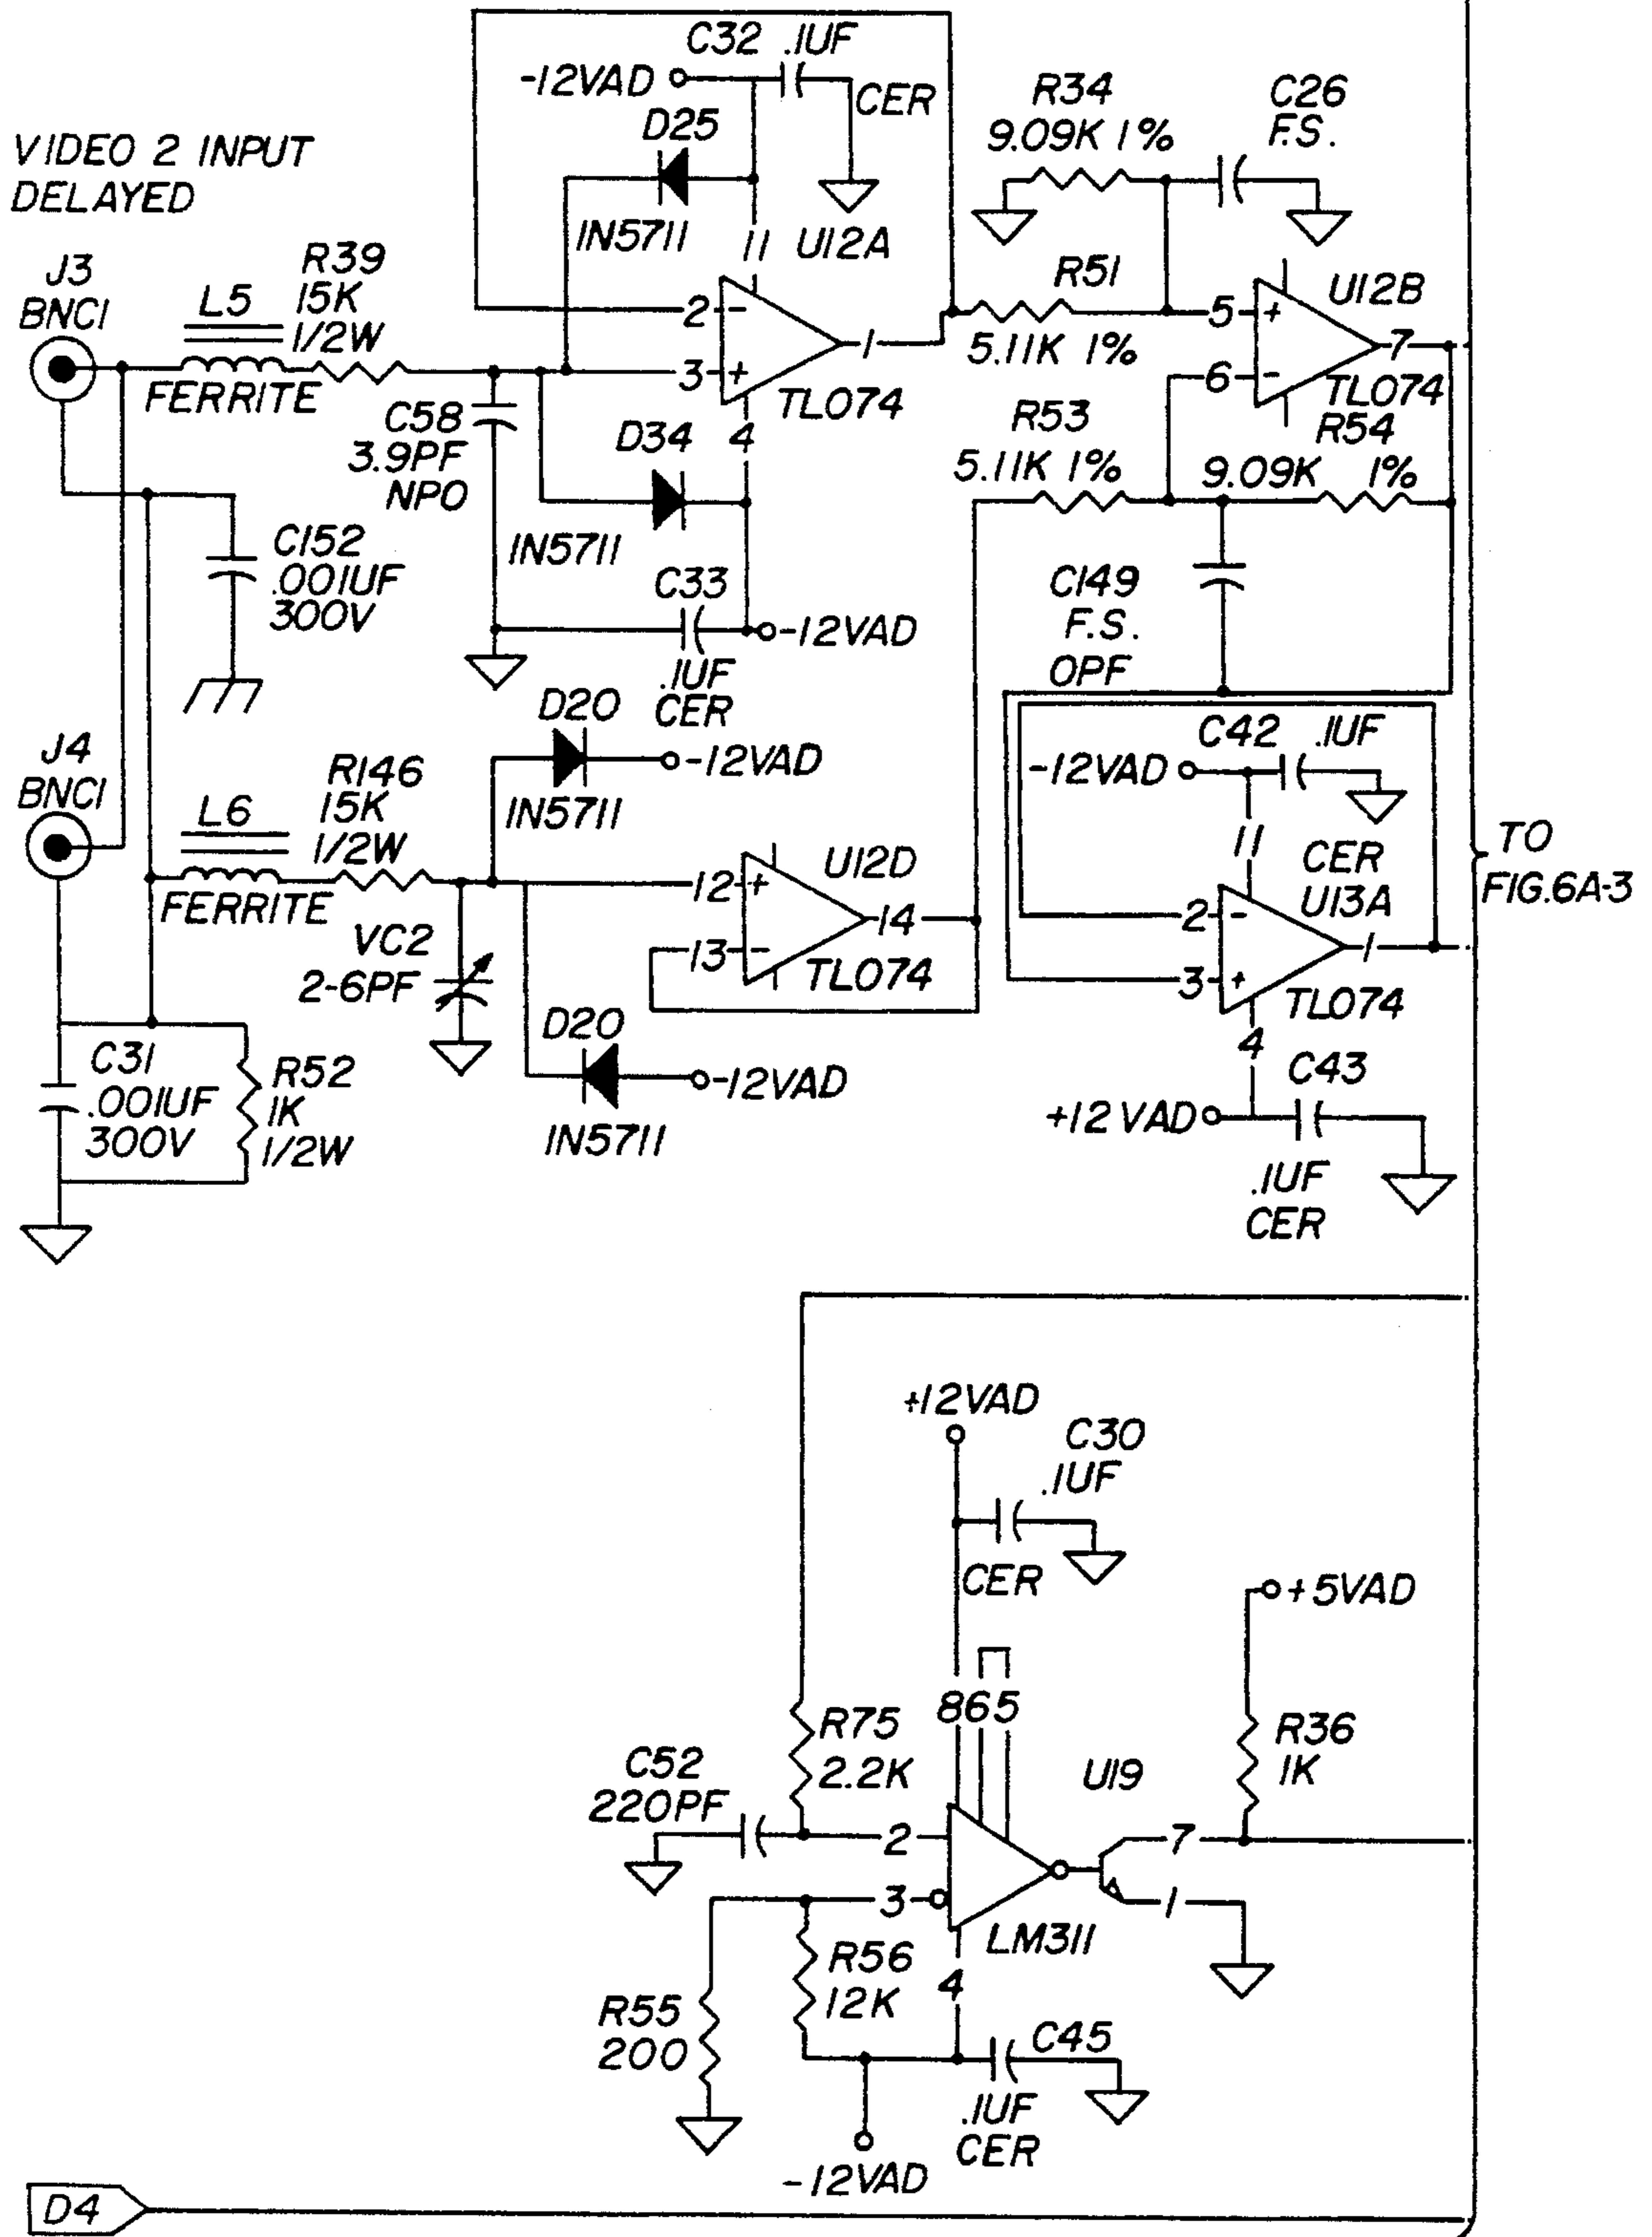 C32 .1UF
-12VAD
CER
D25
1N5711
11
U12A
R34
9.09K 1%
C26
F.S.
VIDEO 2 INPUT
DELAYED
J3
BNC1
L5
FERRITE
R39
15K
1/2W
2
-
3
+
1
TL074
4
R51
5.11K 1%
5
+
6
-
7
U12B
TL074
C58
3.9PF
NPO
D34
1N5711
R53
5.11K 1%
R54
9.09K 1%
C152
.001UF
300V
C33
-12VAD
.1UF
CER
C149
F.S.
0PF
D20
-12VAD
1N5711
J4
BNC1
L6
FERRITE
R146
15K
1/2W
VC2
2-6PF
12
+
13
-
14
U12D
TL074
D20
-12VAD
1N5711
C42 .1UF
-12VAD
11
CER
U13A
2
-
3
+
1
TL074
4
C43
+12VAD
.1UF
CER
TO
FIG.6A-3
C31
.001UF
300V
R52
1K
1/2W
+12VAD
C30
.1UF
CER
+5VAD
865
R75
2.2K
C52
220PF
R36
1K
U19
2
3
7
1
LM311
4
R56
12K
R55
200
C45
.1UF
CER
-12VAD
D4